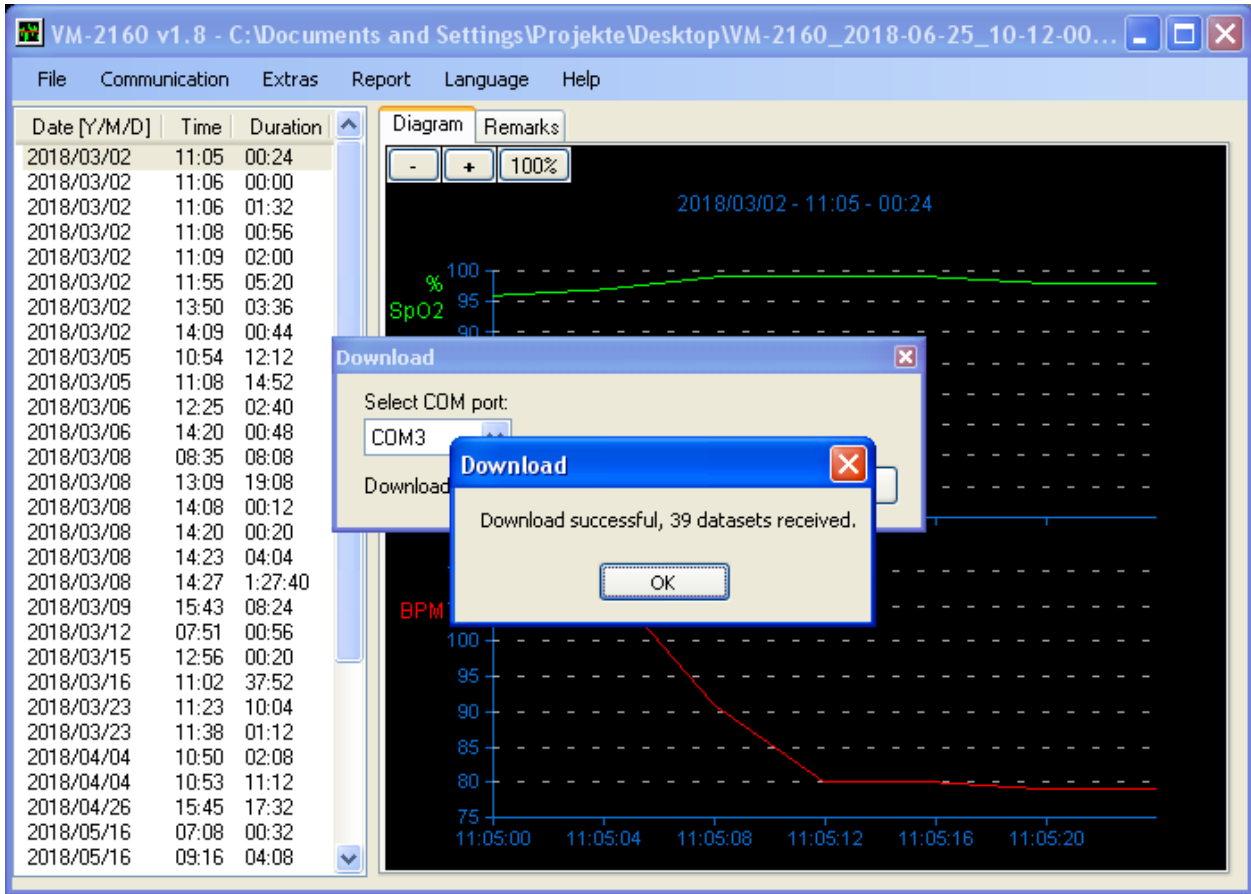 VM-2160 v1.8 - C:\Documents and Settings\Projekte\Desktop\VM-2160_2018-06-25_10-12-00...
File Communication Extras Report Language Help
Date [Y/M/D] Time Duration
2018/03/02 11:05 00:24
2018/03/02 11:06 00:00
2018/03/02 11:06 01:32
2018/03/02 11:08 00:56
2018/03/02 11:09 02:00
2018/03/02 11:55 05:20
2018/03/02 13:50 03:36
2018/03/02 14:09 00:44
2018/03/05 10:54 12:12
2018/03/05 11:08 14:52
2018/03/06 12:25 02:40
2018/03/06 14:20 00:48
2018/03/08 08:35 08:08
2018/03/08 13:09 19:08
2018/03/08 14:08 00:12
2018/03/08 14:20 00:20
2018/03/08 14:23 04:04
2018/03/08 14:27 1:27:40
2018/03/09 15:43 08:24
2018/03/12 07:51 00:56
2018/03/15 12:56 00:20
2018/03/16 11:02 37:52
2018/03/23 11:23 10:04
2018/03/23 11:38 01:12
2018/04/04 10:50 02:08
2018/04/04 10:53 11:12
2018/04/26 15:45 17:32
2018/05/16 07:08 00:32
2018/05/16 09:16 04:08
Diagram Remarks
- + 100%
2018/03/02 - 11:05 - 00:24
%
SpO2
100
95
90
Download
Select COM port:
COM3
Download
Download
Download successful, 39 datasets received.
OK
BPM
100
95
90
85
80
75
11:05:00 11:05:04 11:05:08 11:05:12 11:05:16 11:05:20